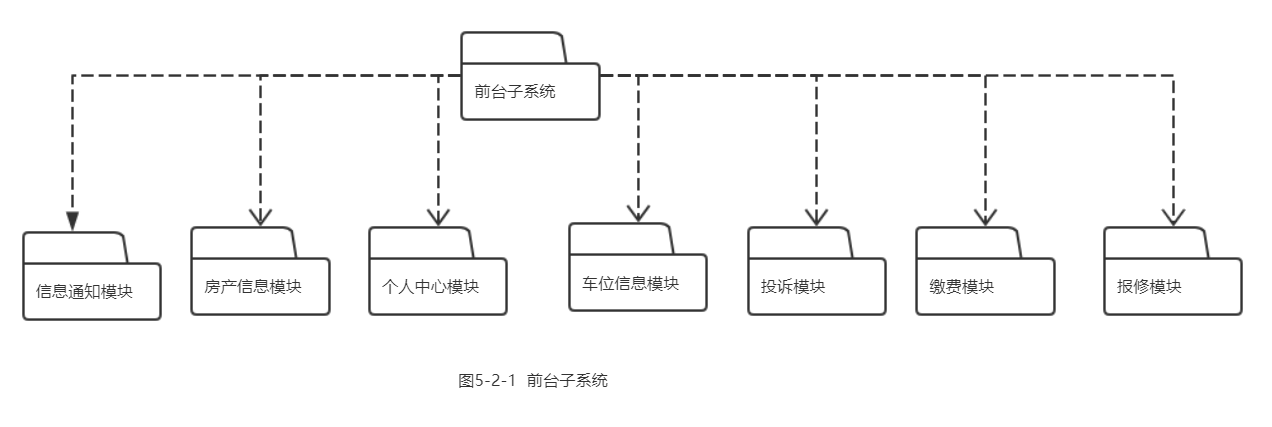 前台子系统
信息通知模块
房产信息模块
个人中心模块
车位信息模块
投诉模块
缴费模块
报修模块
图5-2-1 前台子系统